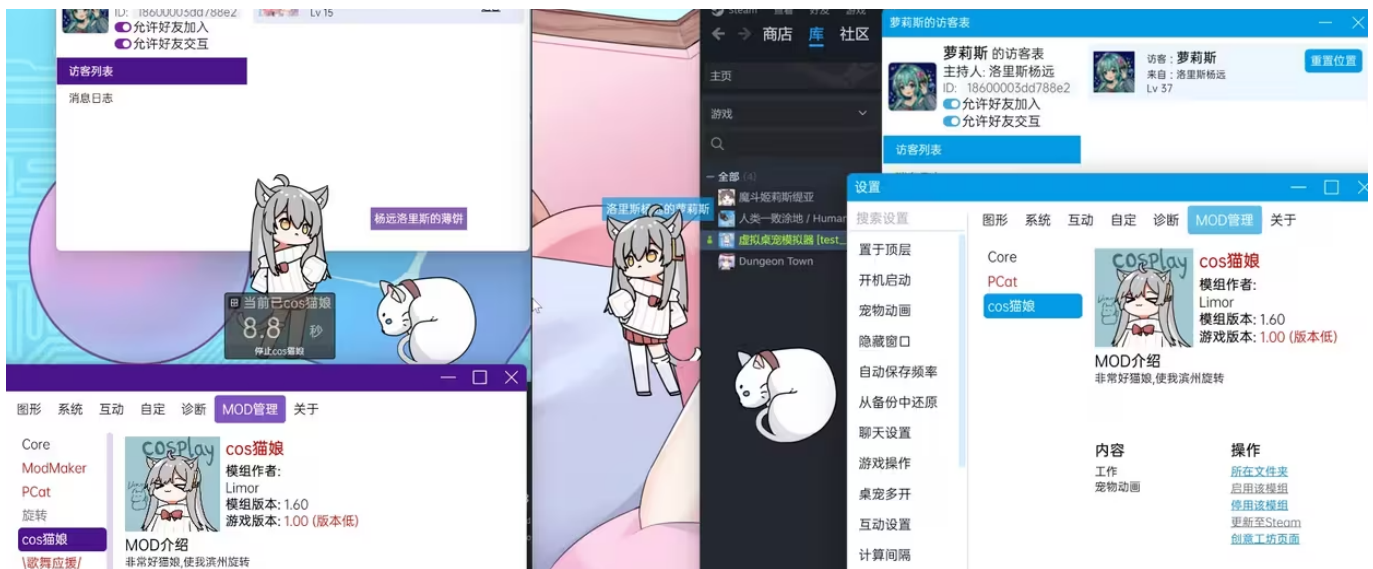 ID: 18600003dd788e2
Lv 15
允许好友加入
允许好友交互
访客列表
消息日志
杨远洛里斯的薄饼
当前已cos猫娘
8.8 秒
停止cos猫娘
图形 系统 互动 自定 诊断 MOD管理 关于
Core
ModMaker
PCat
旋转
cos猫娘
\歌舞应援/
cosplay
cos猫娘
模组作者:
Limor
模组版本: 1.60
游戏版本: 1.00 (版本低)
MOD介绍
非常好猫娘,使我滨州旋转
洛里斯杨远的萝莉斯
steam 查看 好友 游戏
商店 库 社区
主页
游戏
全部 (4)
魔斗姬莉斯缇亚
人类一败涂地 / Human
虚拟桌宠模拟器 [test_
Dungeon Town
萝莉斯的访客表
萝莉斯 的访客表
主持人: 洛里斯杨远
ID: 18600003dd788e2
允许好友加入
允许好友交互
访客列表
访客 : 萝莉斯
来自 : 洛里斯杨远
Lv 37
重置位置
设置
搜索设置
置于顶层
开机启动
宠物动画
隐藏窗口
自动保存频率
从备份中还原
聊天设置
游戏操作
桌宠多开
互动设置
计算间隔
图形 系统 互动 自定 诊断 MOD管理 关于
Core
PCat
cos猫娘
cosplay
cos猫娘
模组作者:
Limor
模组版本: 1.60
游戏版本: 1.00 (版本低)
MOD介绍
非常好猫娘,使我滨州旋转
内容
工作
宠物动画
操作
所在文件夹
启用该模组
停用该模组
更新至Steam
创意工坊页面